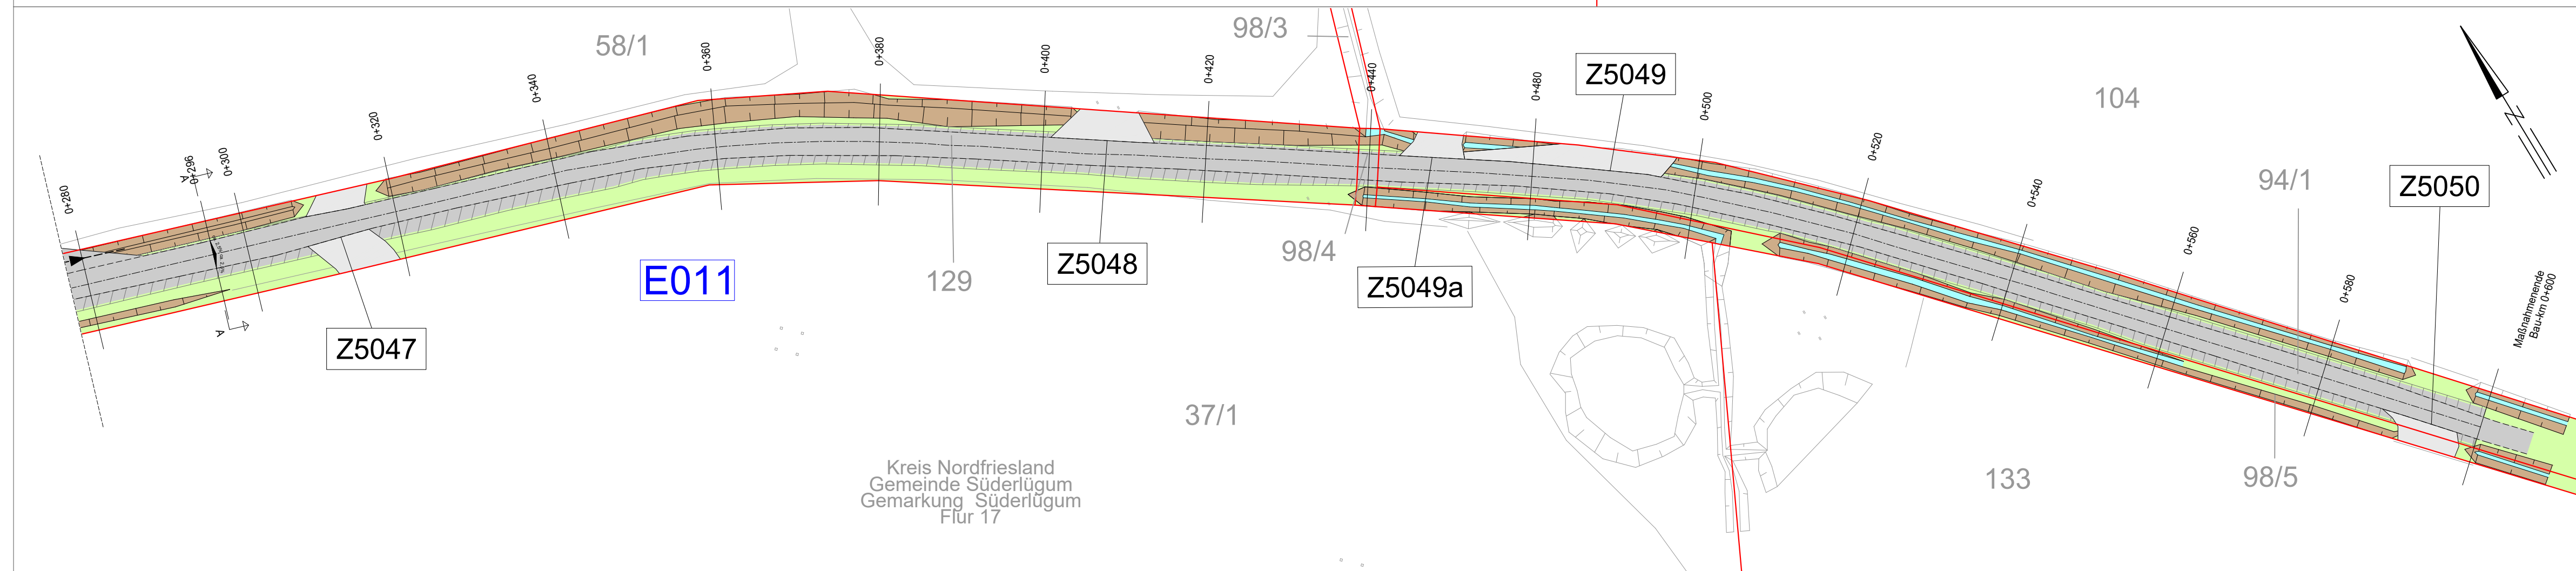 58/1
98/3
104
94/1
0+280
0+296
0+300
0+320
0+340
0+360
0+380
0+400
0+420
0+440
0+480
0+500
0+520
0+540
0+560
0+580
Maßnahmenende
Bau-km 0+600
A
A
Z5047
E011
129
Z5048
98/4
Z5049a
Z5049
Z5050
N
37/1
133
98/5
Kreis Nordfriesland
Gemeinde Süderlügum
Gemarkung Süderlügum
Flur 17